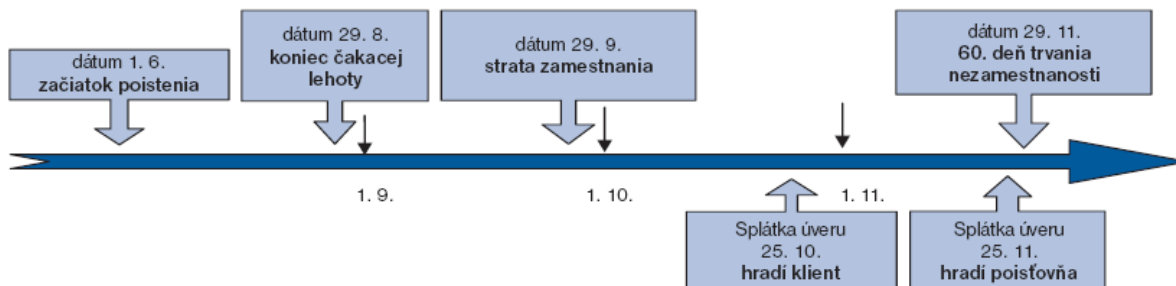 dátum 1. 6.
začiatok poistenia
dátum 29. 8.
koniec čakacej
lehoty
dátum 29. 9.
strata zamestnania
dátum 29. 11.
60. deň trvania
nezamestnanosti
1. 9.
1. 10.
1. 11.
Splátka úveru
25. 10.
hradí klient
Splátka úveru
25. 11.
hradí poisťovňa